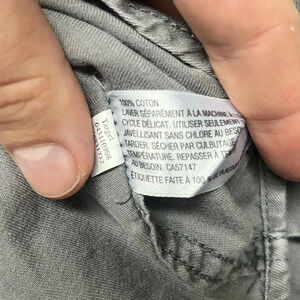 100% COTON
LAVER SÉPARÉMENT À LA MACHINE, À
CYCLE DÉLICAT. UTILISER SEULEMENT
JAVELLISANT SANS CHLORE AU BESOIN
TARDER. SÉCHER PAR CULBUTAGE
TEMPÉRATURE. REPASSER À
AU BESOIN. CA57147
ÉTIQUETTE FAITE À 100 %